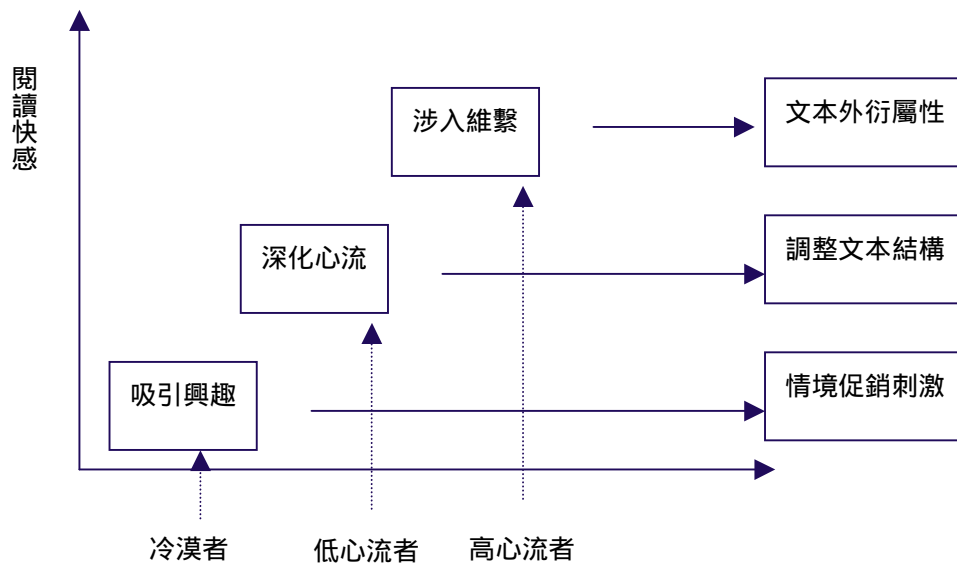 閱讀快感
涉入維繫
文本外衍屬性
深化心流
調整文本結構
吸引興趣
情境促銷刺激
冷漠者
低心流者
高心流者